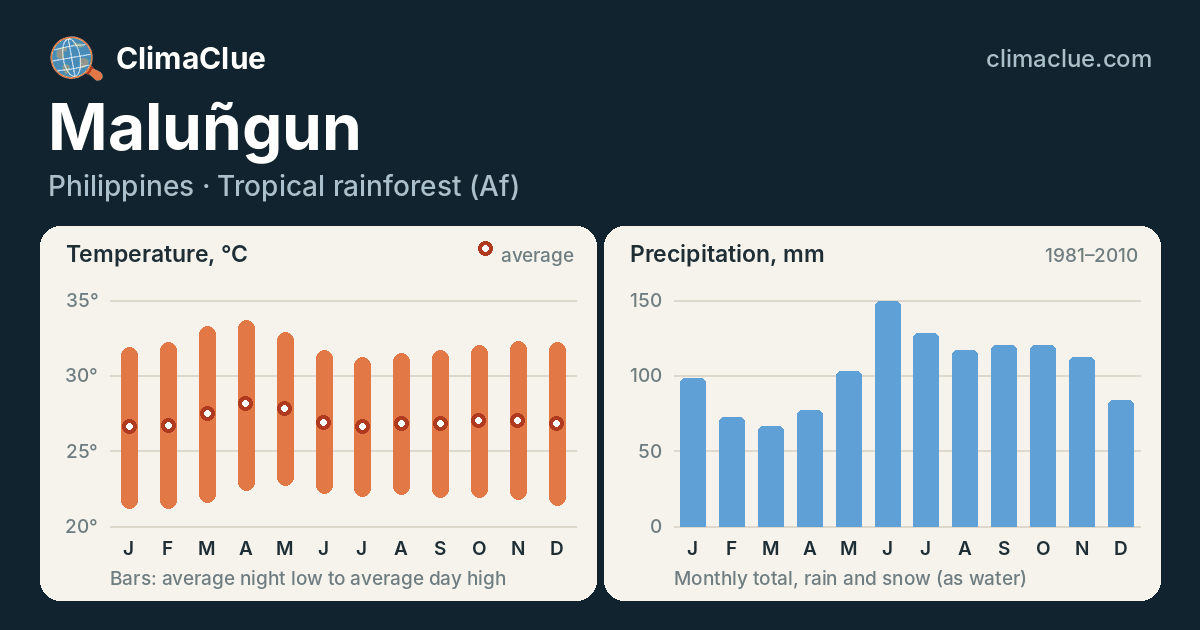 ClimaClue
climaclue.com
Maluñgun
Philippines · Tropical rainforest (Af)
Temperature, °C
average
35°
30°
25°
20°
J F M A M J J A S O N D
Bars: average night low to average day high
Precipitation, mm
1981–2010
150
100
50
0
J F M A M J J A S O N D
Monthly total, rain and snow (as water)